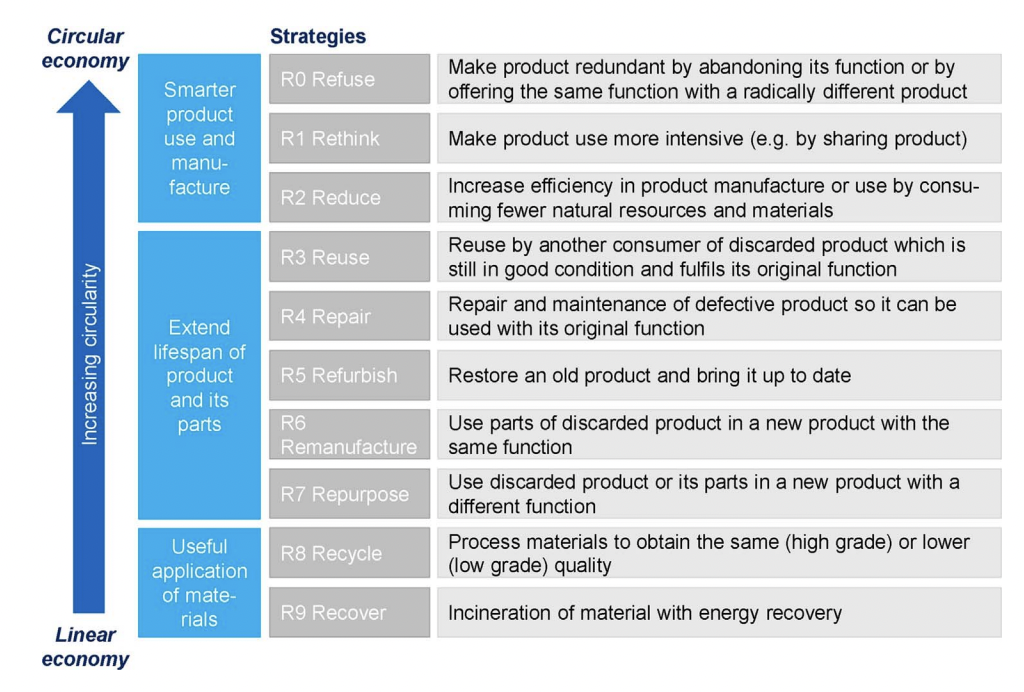 Circular
economy
Strategies
Increasing circularity
Linear
economy
Smarter
product
use and
manu-
facture
R0 Refuse
Make product redundant by abandoning its function or by
offering the same function with a radically different product
R1 Rethink
Make product use more intensive (e.g. by sharing product)
R2 Reduce
Increase efficiency in product manufacture or use by consu-
ming fewer natural resources and materials
Extend
lifespan of
product
and its
parts
R3 Reuse
Reuse by another consumer of discarded product which is
still in good condition and fulfils its original function
R4 Repair
Repair and maintenance of defective product so it can be
used with its original function
R5 Refurbish
Restore an old product and bring it up to date
R6
Remanufacture
Use parts of discarded product in a new product with the
same function
R7 Repurpose
Use discarded product or its parts in a new product with a
different function
Useful
application
of mate-
rials
R8 Recycle
Process materials to obtain the same (high grade) or lower
(low grade) quality
R9 Recover
Incineration of material with energy recovery